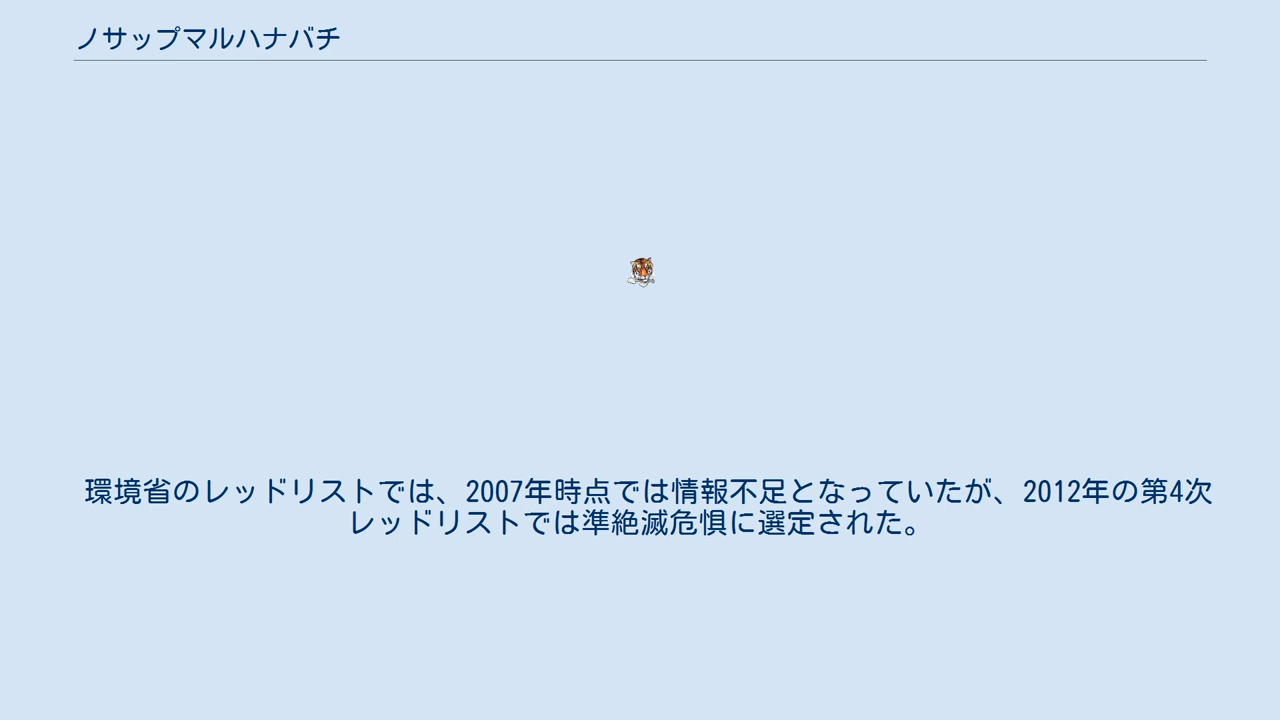 ノサップマルハナバチ
環境省のレッドリストでは、2007年時点では情報不足となっていたが、2012年の第4次
レッドリストでは準絶滅危惧に選定された。